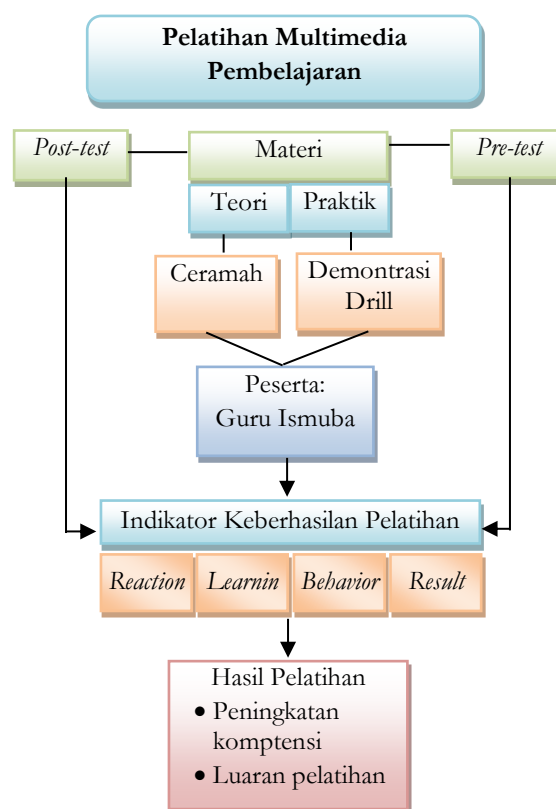 Pelatihan Multimedia
Pembelajaran
Post-test
Materi
Pre-test
Teori
Praktik
Ceramah
Demontrasi
Drill
Peserta:
Guru Ismuba
Indikator Keberhasilan Pelatihan
Reaction
Learnin
Behavior
Result
Hasil Pelatihan
• Peningkatan
komptensi
• Luaran pelatihan